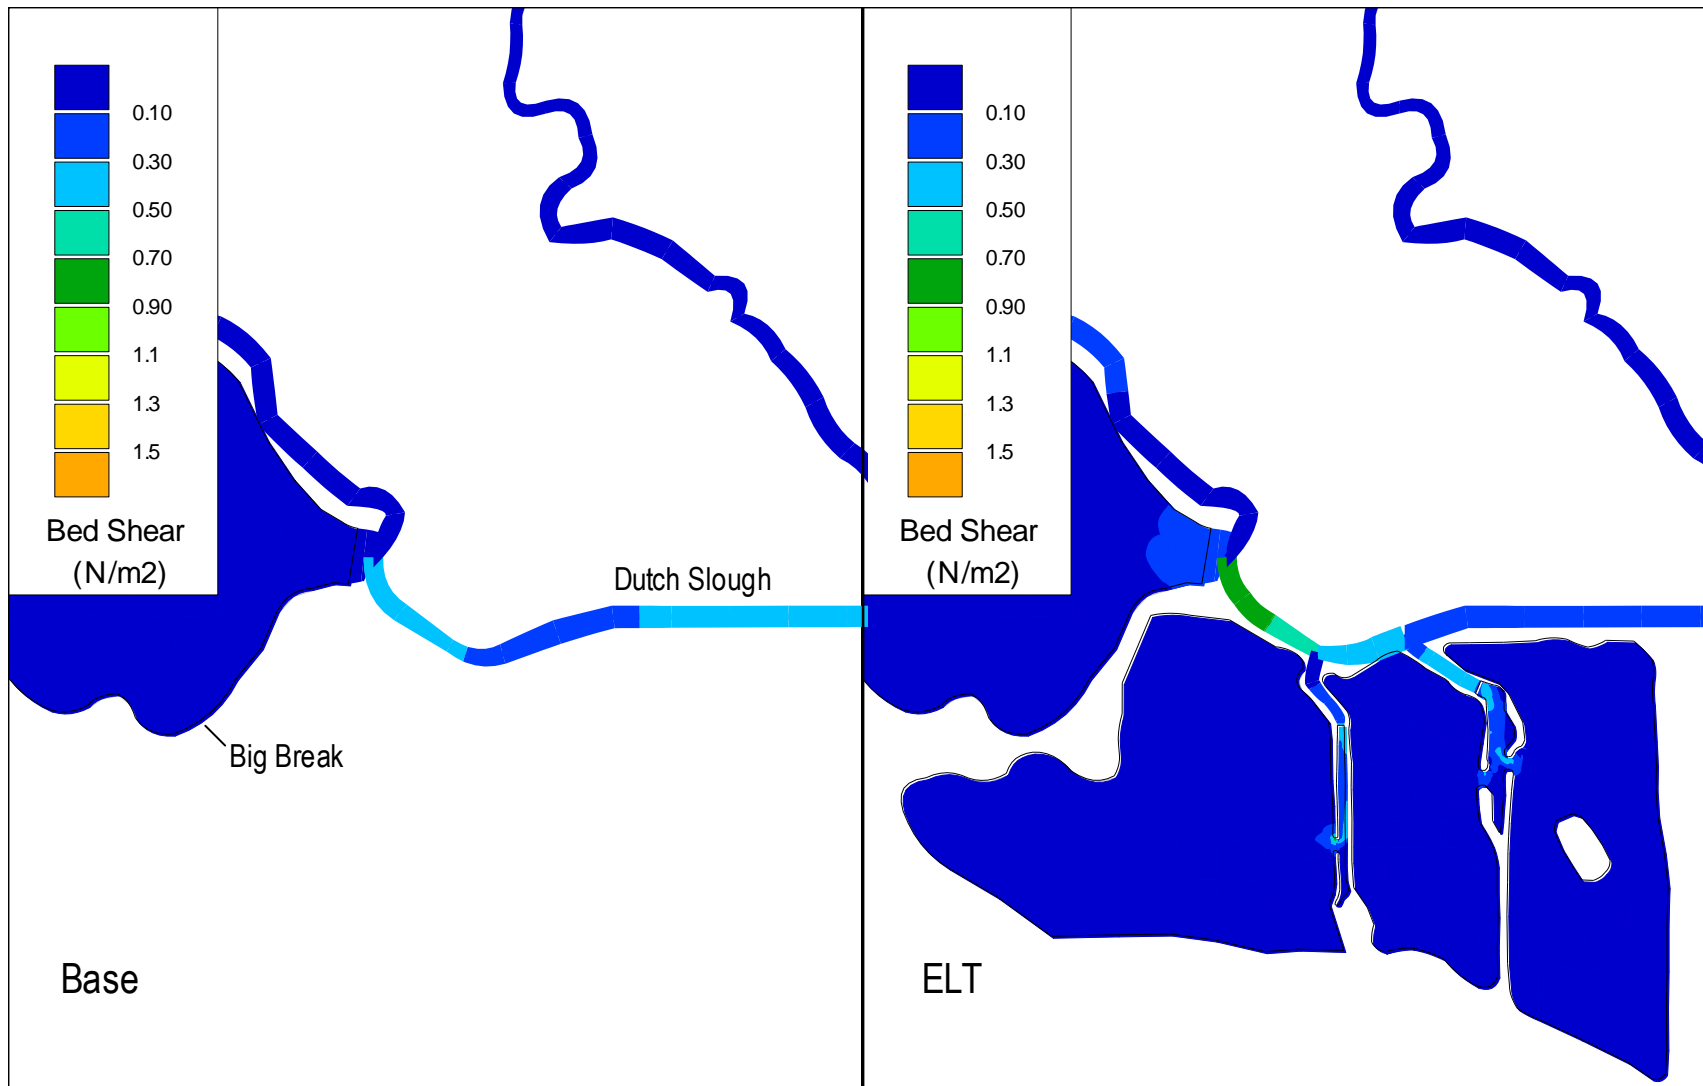 0.10
0.30
0.50
0.70
0.90
1.1
1.3
1.5
Bed Shear
(N/m2)
Dutch Slough
Big Break
Base
0.10
0.30
0.50
0.70
0.90
1.1
1.3
1.5
Bed Shear
(N/m2)
ELT